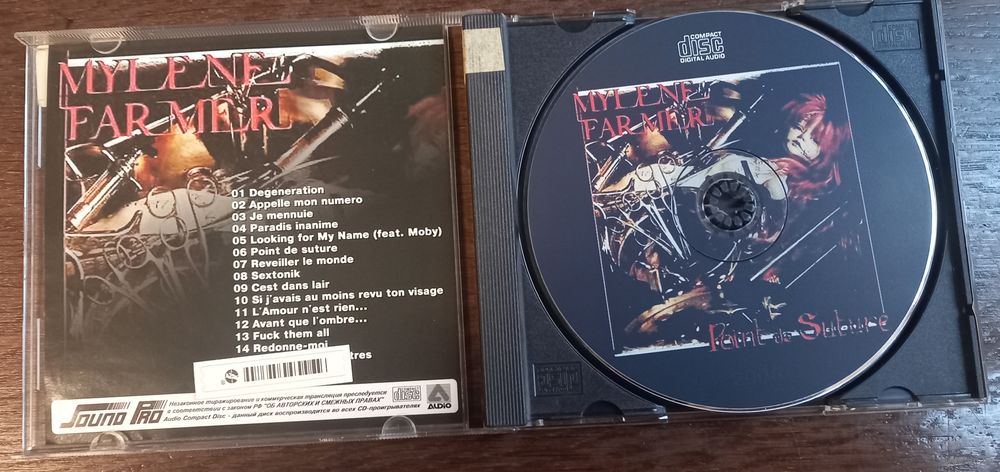 MYLENE
FARMER
01 Degeneration
02 Appelle mon numero
03 Je mennuie
04 Paradis inanime
05 Looking for My Name (feat. Moby)
06 Point de suture
07 Reveiller le monde
08 Sextonik
09 Cest dans lair
10 Si j'avais au moins revu ton visage
11 L'Amour n'est rien...
12 Avant que l'ombre...
13 Fuck them all
14 Redonne-moi
tres
SOUND PRO
Незаконное тиражирование и коммерческая трансляция преследуется
в соответствии с законом РФ "ОБ АВТОРСКИХ И СМЕЖНЫХ ПРАВАХ"
Audio Compact Disc - данный диск воспроизводится во всех CD-проигрывателях
disc
AUDIO
COMPACT
disc
DIGITAL AUDIO
MYLENE
FARMER
Point de Suture